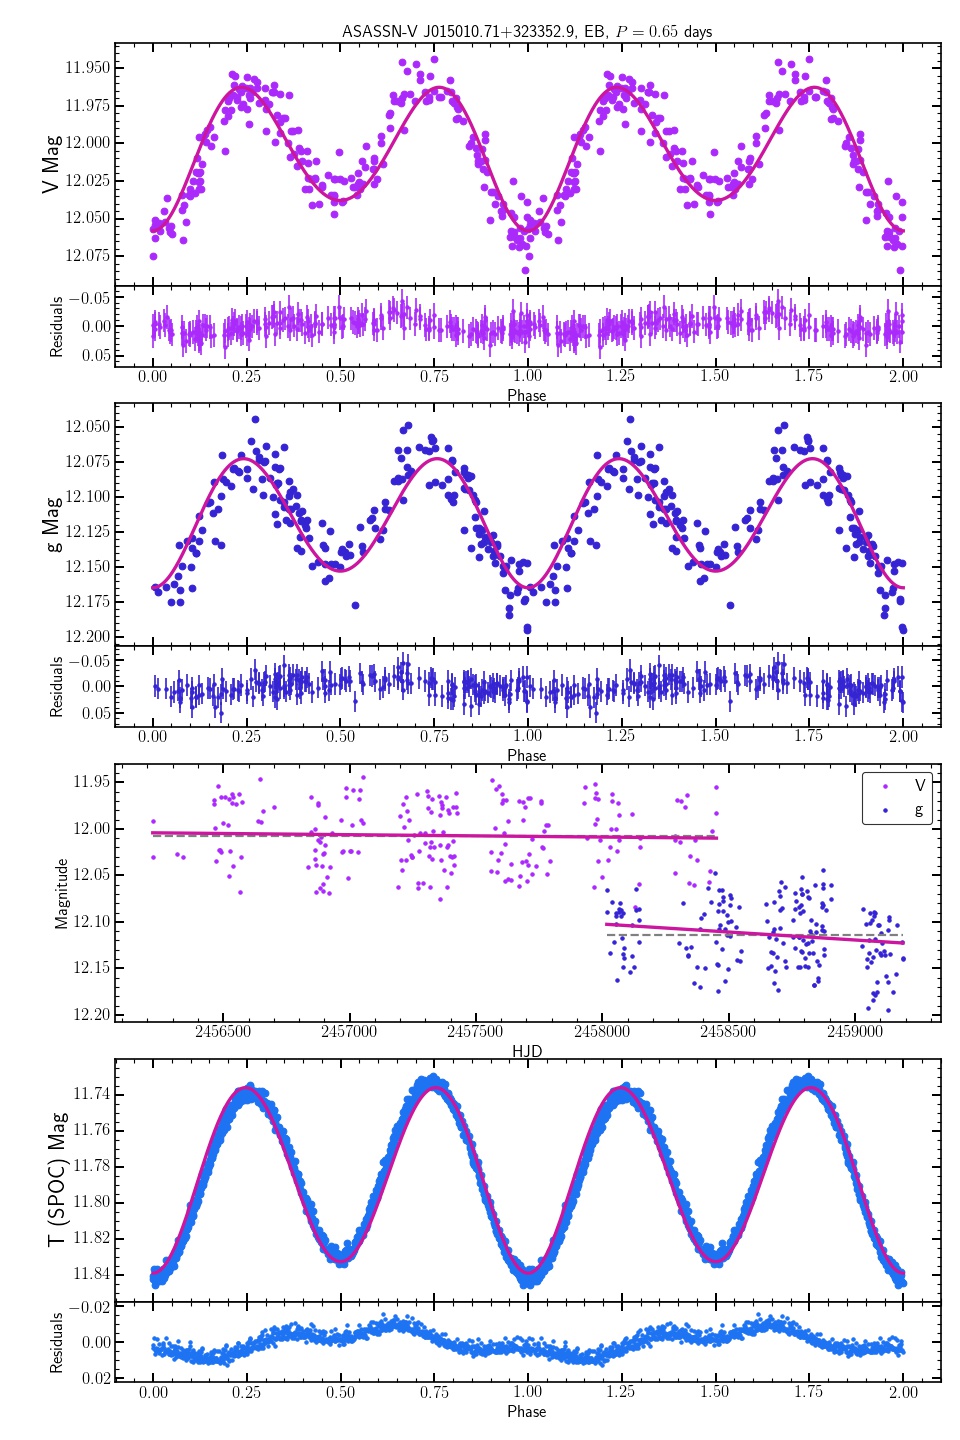 ASASSN-V J015010.71+323352.9, EB, P = 0.65 days
V Mag
11.950
11.975
12.000
12.025
12.050
12.075
Residuals
−0.05
0.00
0.05
0.00 0.25 0.50 0.75 1.00 1.25 1.50 1.75 2.00
Phase
g Mag
12.050
12.075
12.100
12.125
12.150
12.175
12.200
Residuals
−0.05
0.00
0.05
0.00 0.25 0.50 0.75 1.00 1.25 1.50 1.75 2.00
Phase
Magnitude
11.95
12.00
12.05
12.10
12.15
12.20
V
g
2456500 2457000 2457500 2458000 2458500 2459000
HJD
T (SPOC) Mag
11.74
11.76
11.78
11.80
11.82
11.84
Residuals
−0.02
0.00
0.02
0.00 0.25 0.50 0.75 1.00 1.25 1.50 1.75 2.00
Phase